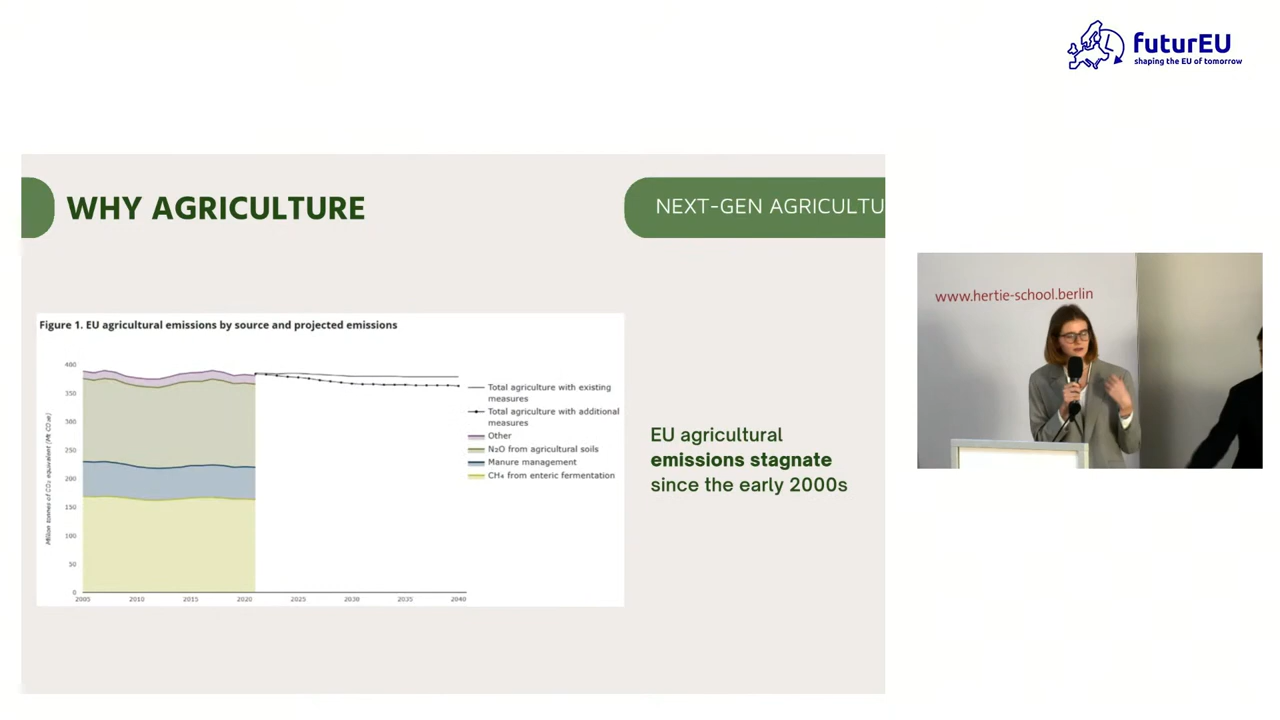 futurEU
shaping the EU of tomorrow
WHY AGRICULTURE
NEXT-GEN AGRICULTU
Figure 1. EU agricultural emissions by source and projected emissions
Million tonnes of CO₂ equivalent (Mt CO₂e)
400
350
300
250
200
150
100
50
0
2005
2010
2015
2020
2025
2030
2035
2040
Total agriculture with existing
measures
Total agriculture with additional
measures
Other
N₂O from agricultural soils
Manure management
CH₄ from enteric fermentation
EU agricultural
emissions stagnate
since the early 2000s
www.hertie-school.berlin